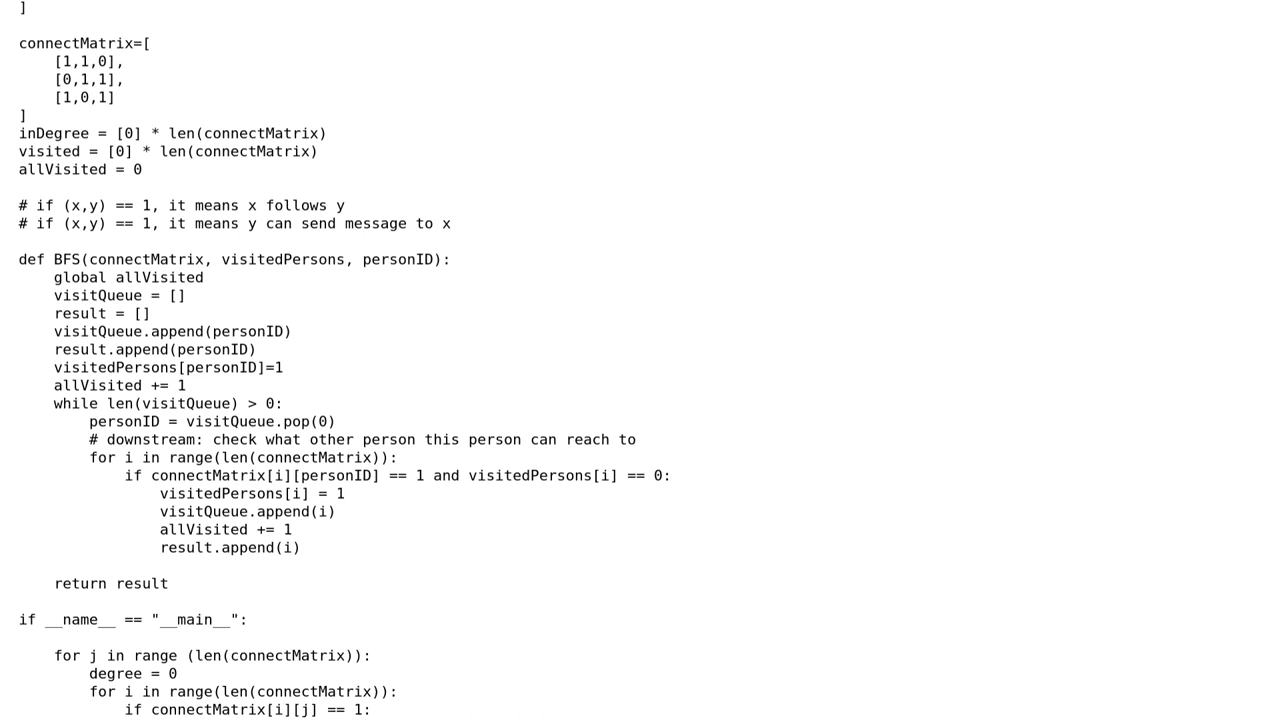 ]
connectMatrix=[
    [1,1,0],
    [0,1,1],
    [1,0,1]
]
inDegree = [0] * len(connectMatrix)
visited = [0] * len(connectMatrix)
allVisited = 0
# if (x,y) == 1, it means x follows y
# if (x,y) == 1, it means y can send message to x
def BFS(connectMatrix, visitedPersons, personID):
    global allVisited
    visitQueue = []
    result = []
    visitQueue.append(personID)
    result.append(personID)
    visitedPersons[personID]=1
    allVisited += 1
    while len(visitQueue) > 0:
        personID = visitQueue.pop(0)
        # downstream: check what other person this person can reach to
        for i in range(len(connectMatrix)):
            if connectMatrix[i][personID] == 1 and visitedPersons[i] == 0:
                visitedPersons[i] = 1
                visitQueue.append(i)
                allVisited += 1
                result.append(i)
    return result
if __name__ == "__main__":
    for j in range (len(connectMatrix)):
        degree = 0
        for i in range(len(connectMatrix)):
            if connectMatrix[i][j] == 1: